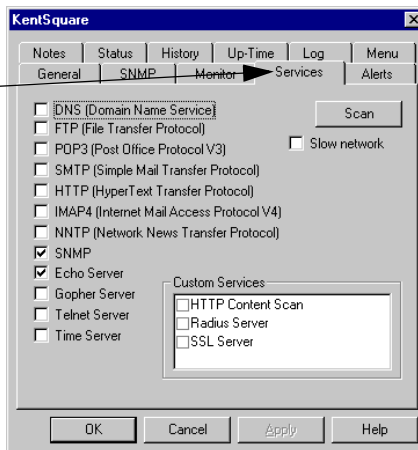 KentSquare
Notes Status History Up-Time Log Menu
General SNMP Monitor Services Alerts
DNS (Domain Name Service)
Scan
FTP (File Transfer Protocol)
POP3 (Post Office Protocol V3)
Slow network
SMTP (Simple Mail Transfer Protocol)
HTTP (HyperText Transfer Protocol)
IMAP4 (Internet Mail Access Protocol V4)
NNTP (Network News Transfer Protocol)
SNMP
Echo Server
Gopher Server
Telnet Server
Time Server
Custom Services
HTTP Content Scan
Radius Server
SSL Server
OK Cancel Apply Help